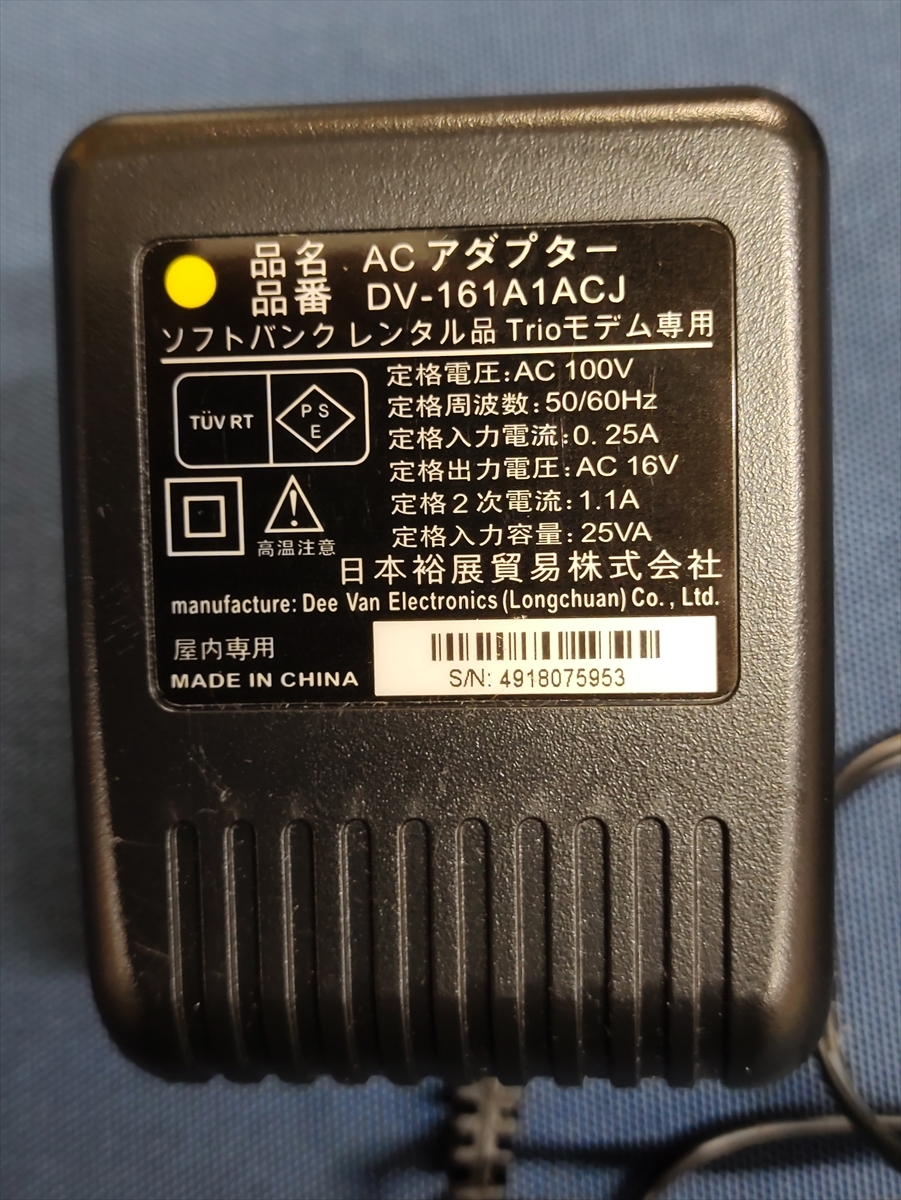 品名 ACアダプター
品番 DV-161A1ACJ
ソフトバンク レンタル品 Trioモデム専用
TÜV RT
PS
E
定格電圧:AC 100V
定格周波数:50/60Hz
定格入力電流:0.25A
定格出力電圧:AC 16V
定格2次電流:1.1A
定格入力容量:25VA
高温注意
日本裕展貿易株式会社
manufacture: Dee Van Electronics (Longchuan) Co., Ltd.
屋内専用
MADE IN CHINA
S/N: 4918075953